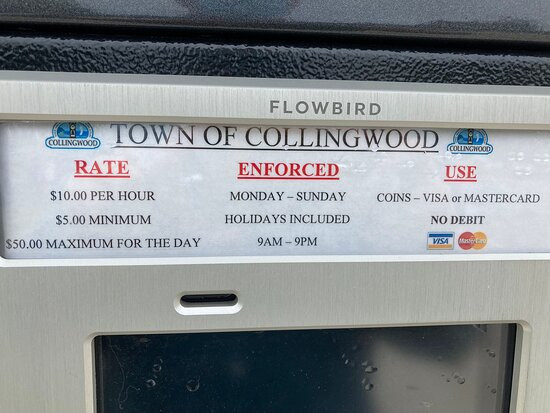 FLOWBIRD
COLLINGWOOD TOWN OF COLLINGWOOD COLLINGWOOD
RATE ENFORCED USE
$10.00 PER HOUR MONDAY – SUNDAY COINS – VISA or MASTERCARD
$5.00 MINIMUM HOLIDAYS INCLUDED NO DEBIT
$50.00 MAXIMUM FOR THE DAY 9AM – 9PM VISA MasterCard